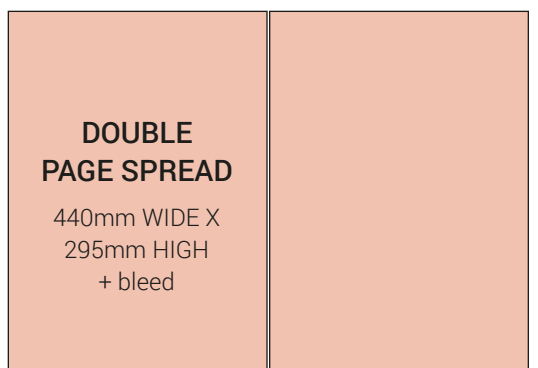 DOUBLE
PAGE SPREAD
440mm WIDE X
295mm HIGH
+ bleed